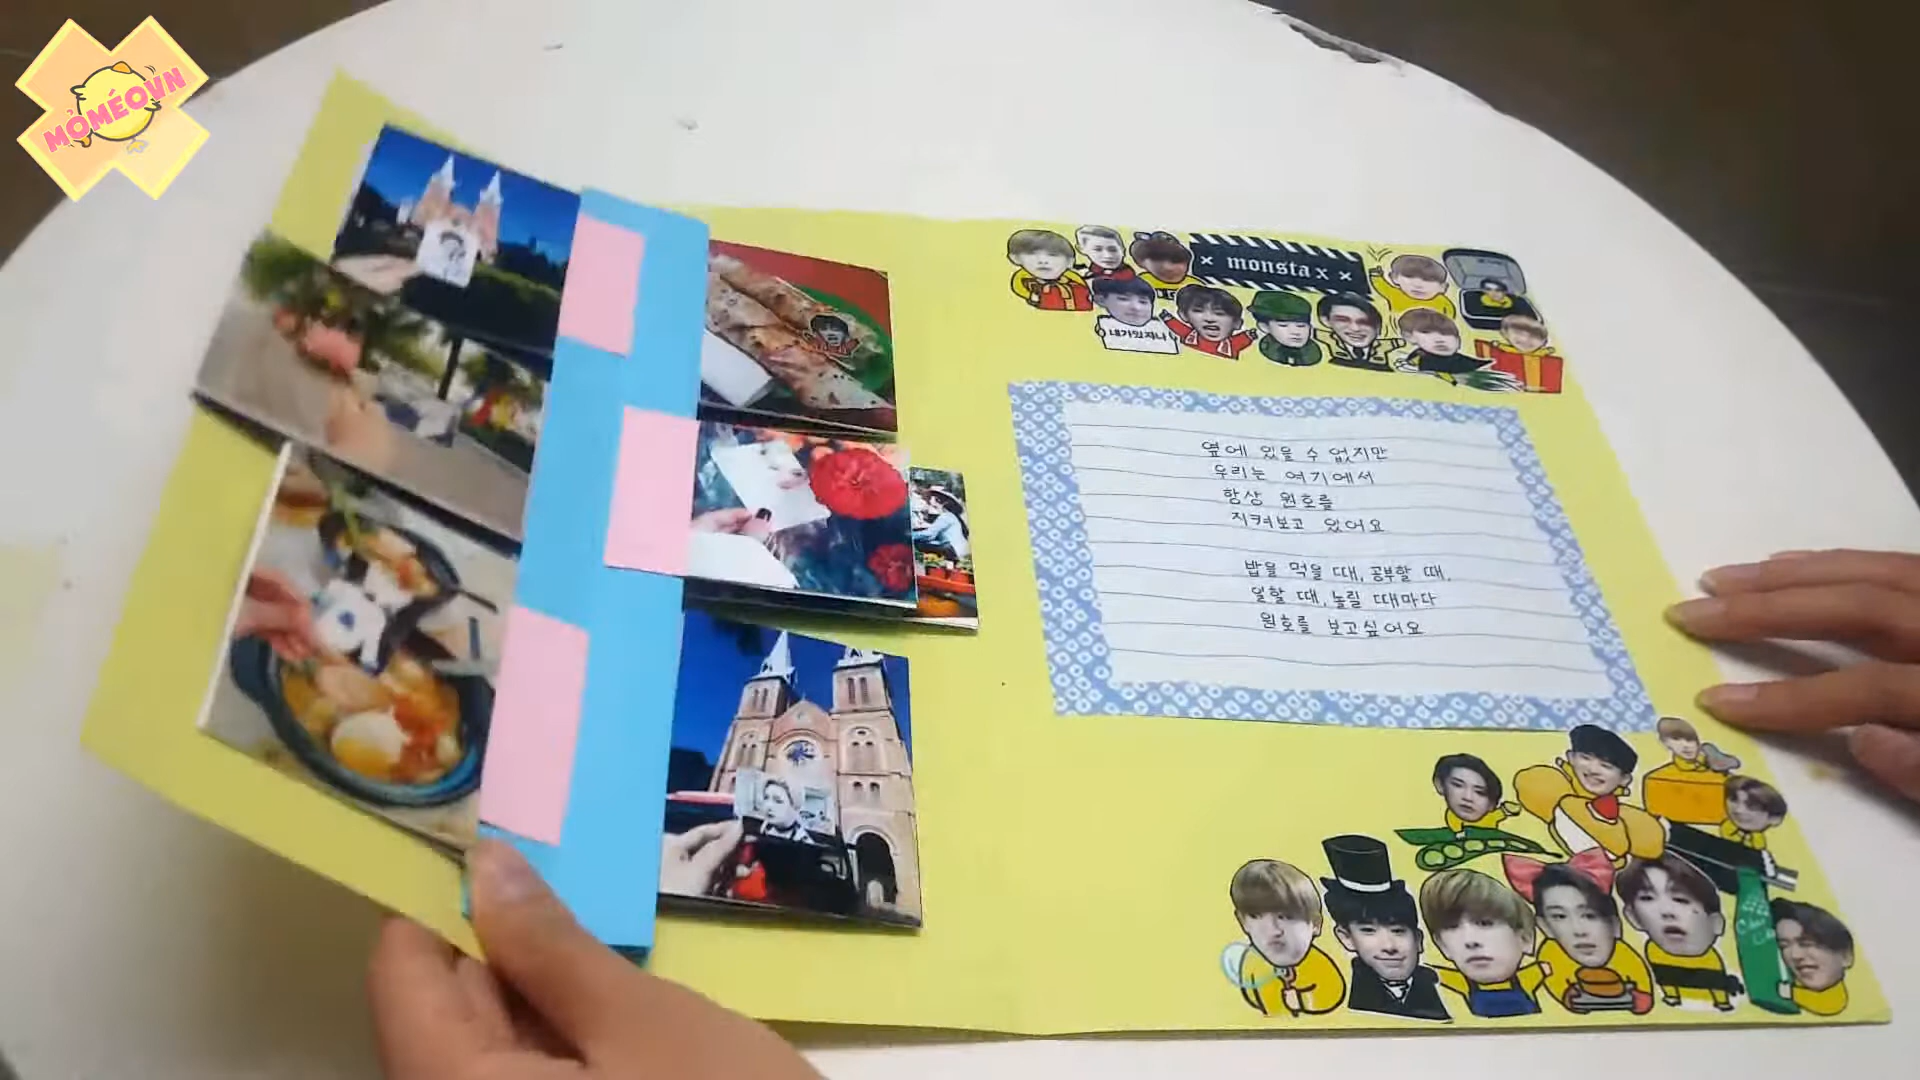 MỎMÉOVN
× monsta x ×
내가있지나
옆에 있을 수 없지만
우리는 여기에서
항상 원호를
지켜보고 있어요
밥을 먹을 때, 공부할 때,
일할 때, 놀릴 때마다
원호를 보고싶어요